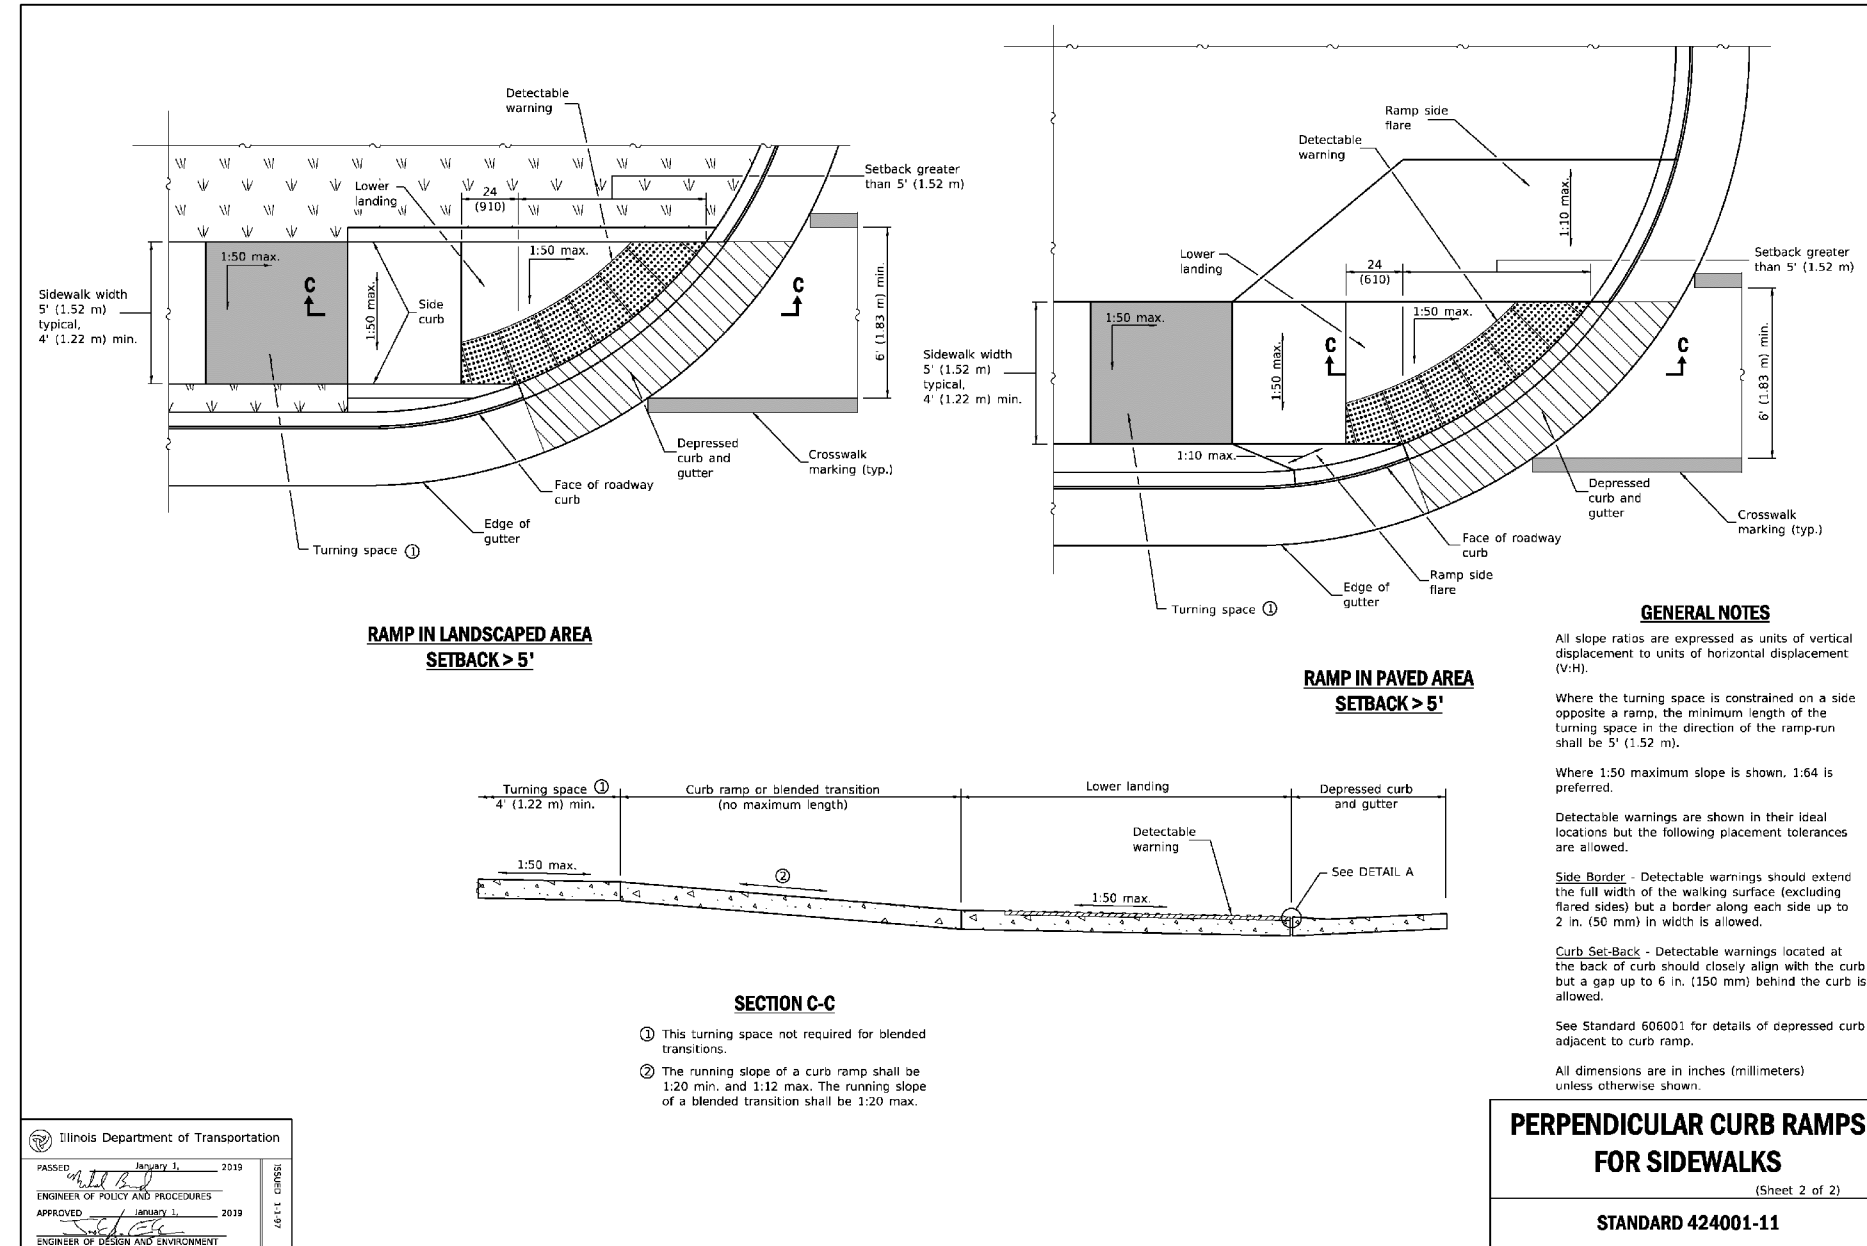 Detectable
warning
Setback greater
than 5' (1.52 m)
Lower
landing
24
(910)
1:50 max.
1:50 max.
C
C
1:50 max.
Side
curb
6' (1.83 m) min.
Sidewalk width
5' (1.52 m)
typical,
4' (1.22 m) min.
Depressed
curb and
gutter
Crosswalk
marking (typ.)
Face of roadway
curb
Edge of
gutter
Turning space ①
RAMP IN LANDSCAPED AREA
SETBACK > 5'
Ramp side
flare
Detectable
warning
1:10 max.
Lower
landing
Setback greater
than 5' (1.52 m)
24
(610)
1:50 max.
1:50 max.
C
C
1:50 max.
6' (1.83 m) min.
Sidewalk width
5' (1.52 m)
typical,
4' (1.22 m) min.
1:10 max.
Depressed
curb and
gutter
Crosswalk
marking (typ.)
Face of roadway
curb
Ramp side
flare
Edge of
gutter
Turning space ①
RAMP IN PAVED AREA
SETBACK > 5'
GENERAL NOTES
All slope ratios are expressed as units of vertical
displacement to units of horizontal displacement
(V:H).
Where the turning space is constrained on a side
opposite a ramp, the minimum length of the
turning space in the direction of the ramp-run
shall be 5' (1.52 m).
Where 1:50 maximum slope is shown, 1:64 is
preferred.
Detectable warnings are shown in their ideal
locations but the following placement tolerances
are allowed.
Side Border - Detectable warnings should extend
the full width of the walking surface (excluding
flared sides) but a border along each side up to
2 in. (50 mm) in width is allowed.
Curb Set-Back - Detectable warnings located at
the back of curb should closely align with the curb
but a gap up to 6 in. (150 mm) behind the curb is
allowed.
See Standard 606001 for details of depressed curb
adjacent to curb ramp.
All dimensions are in inches (millimeters)
unless otherwise shown.
Turning space ①
4' (1.22 m) min.
Curb ramp or blended transition
(no maximum length)
Lower landing
Depressed curb
and gutter
Detectable
warning
1:50 max.
②
1:50 max.
See DETAIL A
SECTION C-C
① This turning space not required for blended
transitions.
② The running slope of a curb ramp shall be
1:20 min. and 1:12 max. The running slope
of a blended transition shall be 1:20 max.
Illinois Department of Transportation
PASSED January 1, 2019
ENGINEER OF POLICY AND PROCEDURES
APPROVED January 1, 2019
ENGINEER OF DESIGN AND ENVIRONMENT
ISSUED 1-1-97
PERPENDICULAR CURB RAMPS
FOR SIDEWALKS
(Sheet 2 of 2)
STANDARD 424001-11